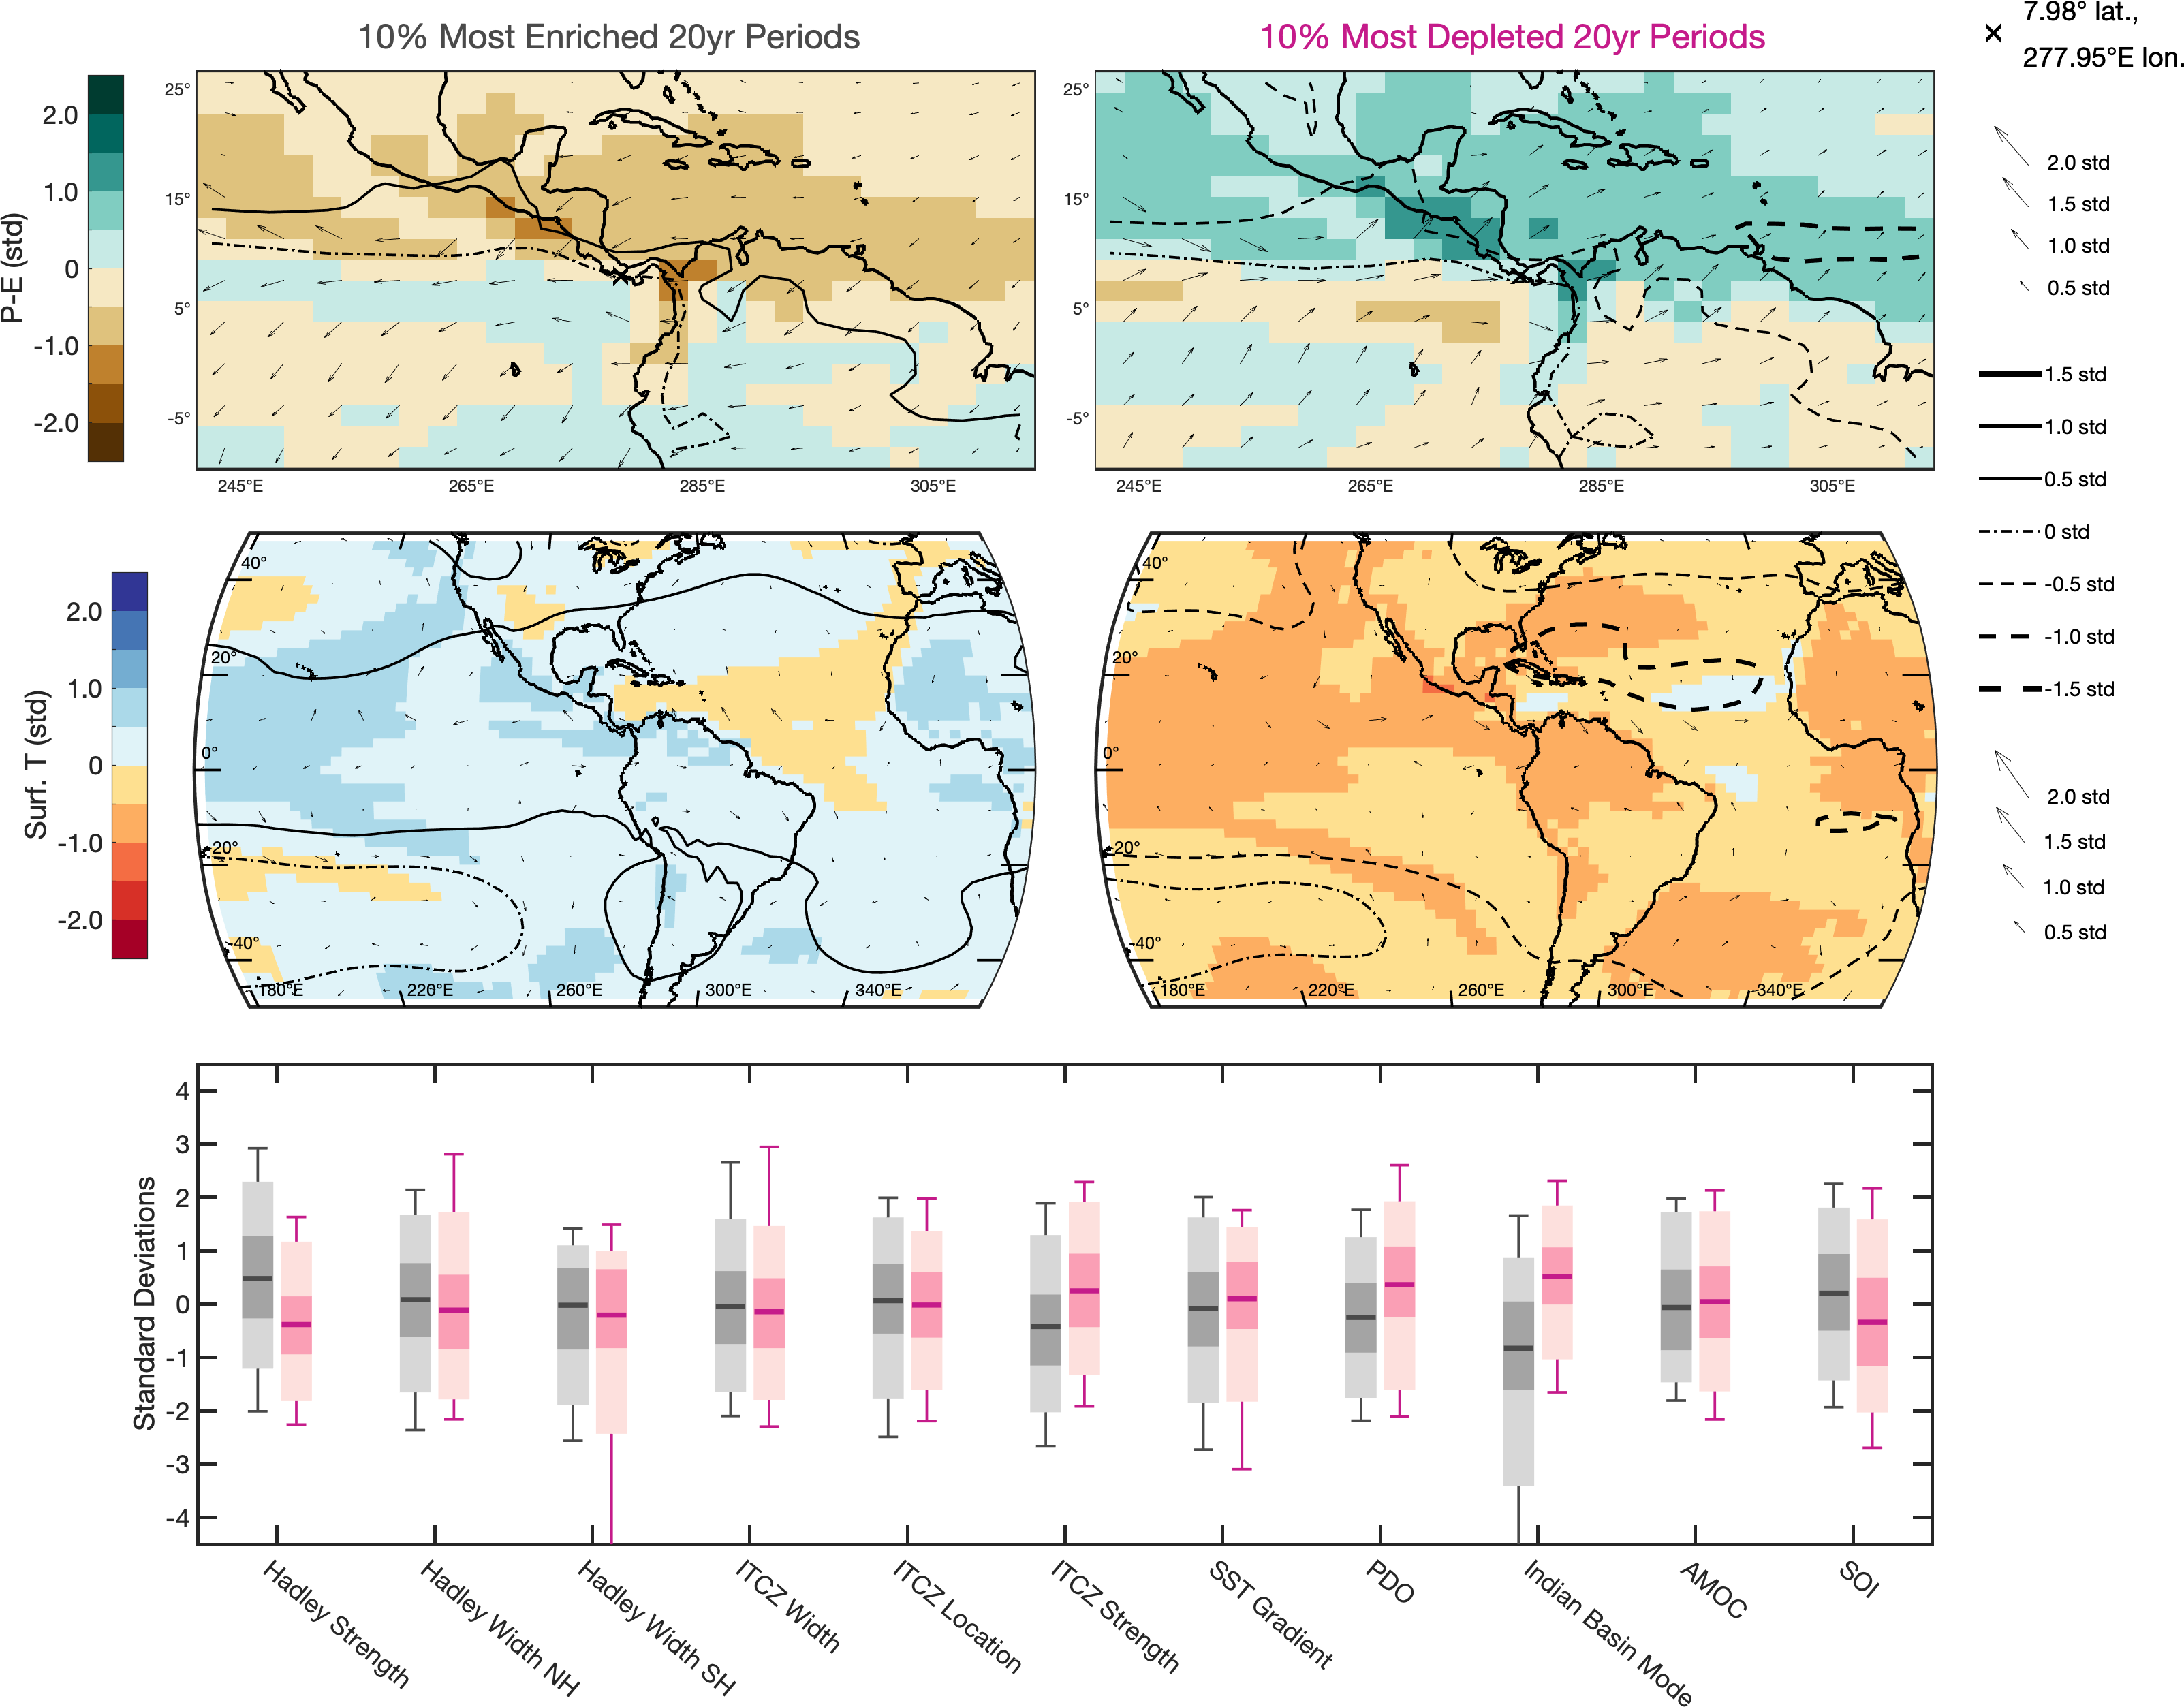 10% Most Enriched 20yr Periods
10% Most Depleted 20yr Periods
7.98° lat.,
277.95°E lon.
P-E (std)
2.0
1.0
0
-1.0
-2.0
25°
15°
5°
-5°
245°E
265°E
285°E
305°E
25°
15°
5°
-5°
245°E
265°E
285°E
305°E
2.0 std
1.5 std
1.0 std
0.5 std
1.5 std
1.0 std
0.5 std
0 std
-0.5 std
-1.0 std
-1.5 std
2.0 std
1.5 std
1.0 std
0.5 std
Surf. T (std)
2.0
1.0
0
-1.0
-2.0
40°
20°
0°
-20°
-40°
180°E
220°E
260°E
300°E
340°E
40°
20°
0°
-20°
-40°
180°E
220°E
260°E
300°E
340°E
Standard Deviations
4
3
2
1
0
-1
-2
-3
-4
Hadley Strength
Hadley Width NH
Hadley Width SH
ITCZ Width
ITCZ Location
ITCZ Strength
SST Gradient
PDO
Indian Basin Mode
AMOC
SOI